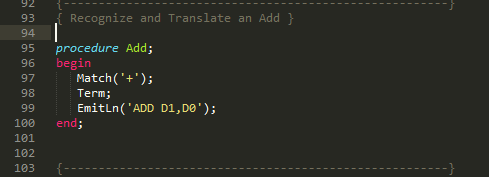 92 {--------------------------------------------------------------}
93 { Recognize and Translate an Add }
94
95 procedure Add;
96 begin
97    Match('+');
98    Term;
99    EmitLn('ADD D1,D0');
100 end;
101
102
103 {--------------------------------------------------------------}